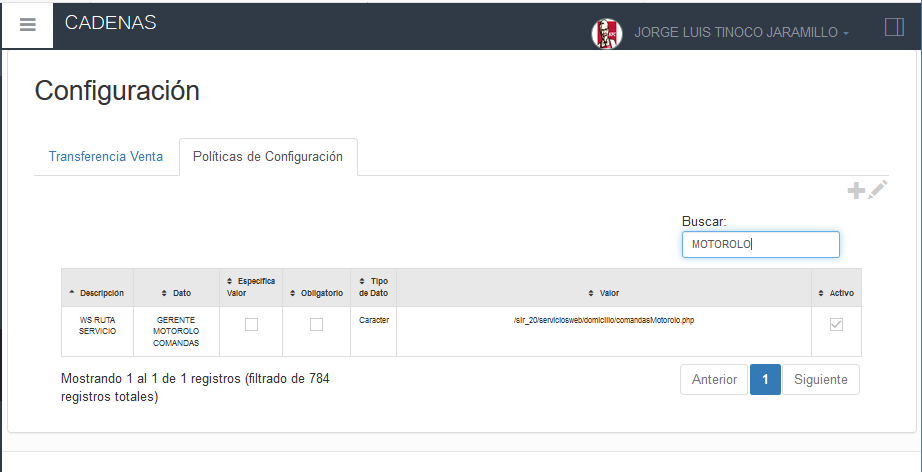 CADENAS
JORGE LUIS TINOCO JARAMILLO
Configuración
Transferencia Venta
Políticas de Configuración
Buscar:
MOTOROLO
Descripción
Dato
Especifica
Valor
Obligatorio
Tipo
de Dato
Valor
Activo
WS RUTA
SERVICIO
GERENTE
MOTOROLO
COMANDAS
Caracter
/sir_20/serviciosweb/domicilio/comandasMotorolo.php
Mostrando 1 al 1 de 1 registros (filtrado de 784
registros totales)
Anterior
1
Siguiente